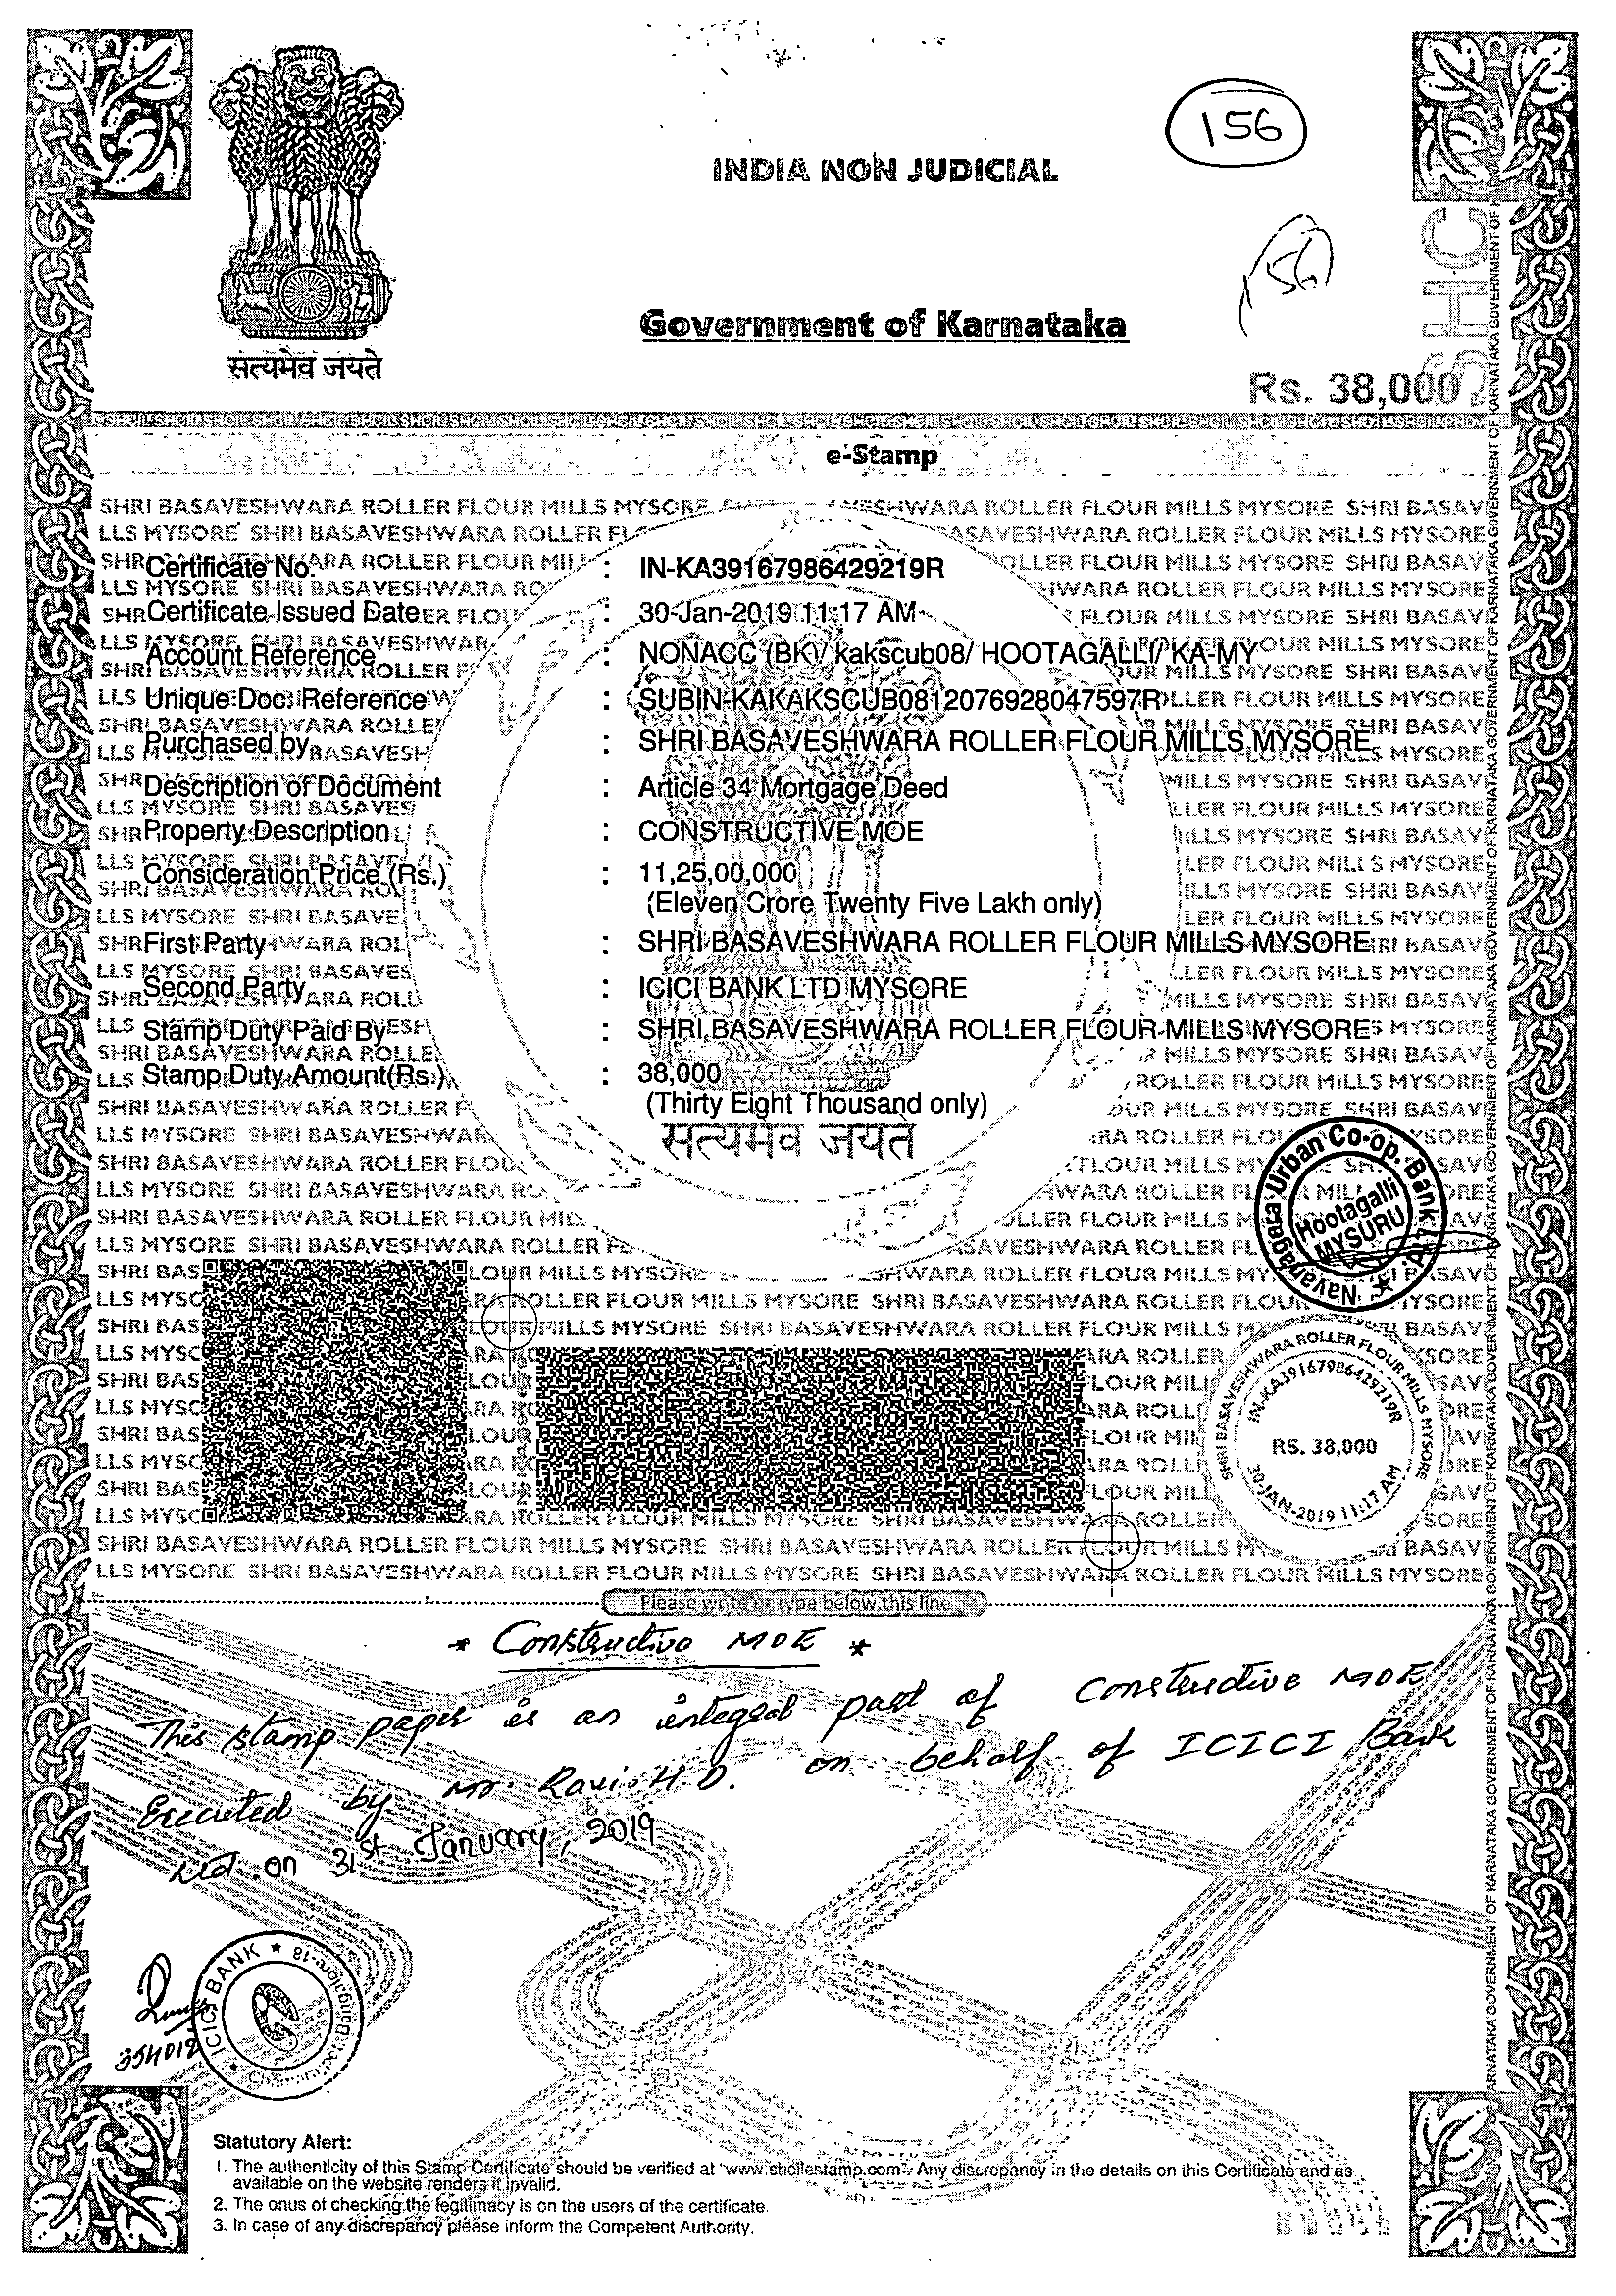 156
INDIA NON JUDICIAL
156
Government of Karnataka
सत्यमेव जयते
Rs. 38,000
e-Stamp
Certificate No. : IN-KA39167986429219R
Certificate Issued Date : 30-Jan-2019 11:17 AM
Account Reference : NONACC (BK)/ kakscub08/ HOOTAGALLI/ KA-MY
Unique Doc. Reference : SUBIN-KAKAKSCUB0812076928047597R
Purchased by : SHRI BASAVESHWARA ROLLER FLOUR MILLS MYSORE
Description of Document : Article 34 Mortgage Deed
Property Description : CONSTRUCTIVE MOE
Consideration Price (Rs.) : 11,25,00,000
(Eleven Crore Twenty Five Lakh only)
First Party : SHRI BASAVESHWARA ROLLER FLOUR MILLS MYSORE
Second Party : ICICI BANK LTD MYSORE
Stamp Duty Paid By : SHRI BASAVESHWARA ROLLER FLOUR MILLS MYSORE
Stamp Duty Amount(Rs.) : 38,000
(Thirty Eight Thousand only)
सत्यमेव जयते
Navanagara Urban Co-op. Bank Ltd.
Hootagalli
MYSURU
SHRI BASAVESHWARA ROLLER FLOUR MILLS MYSORE
IN-KA39167986429219R
RS. 38,000
30-JAN-2019 11:17 AM
Please write or type below this line
* Constructive MOE *
This stamp paper is an integral part of Constructive MOE
Executed by Mr. Ravi H.D. on behalf of ICICI Bank
Ltd. on 31st January, 2019
ICICI BANK
354012
Statutory Alert:
1. The authenticity of this Stamp Certificate should be verified at "www.shcilestamp.com". Any discrepancy in the details on this Certificate and as
available on the website renders it invalid.
2. The onus of checking the legitimacy is on the users of the certificate.
3. In case of any discrepancy please inform the Competent Authority.